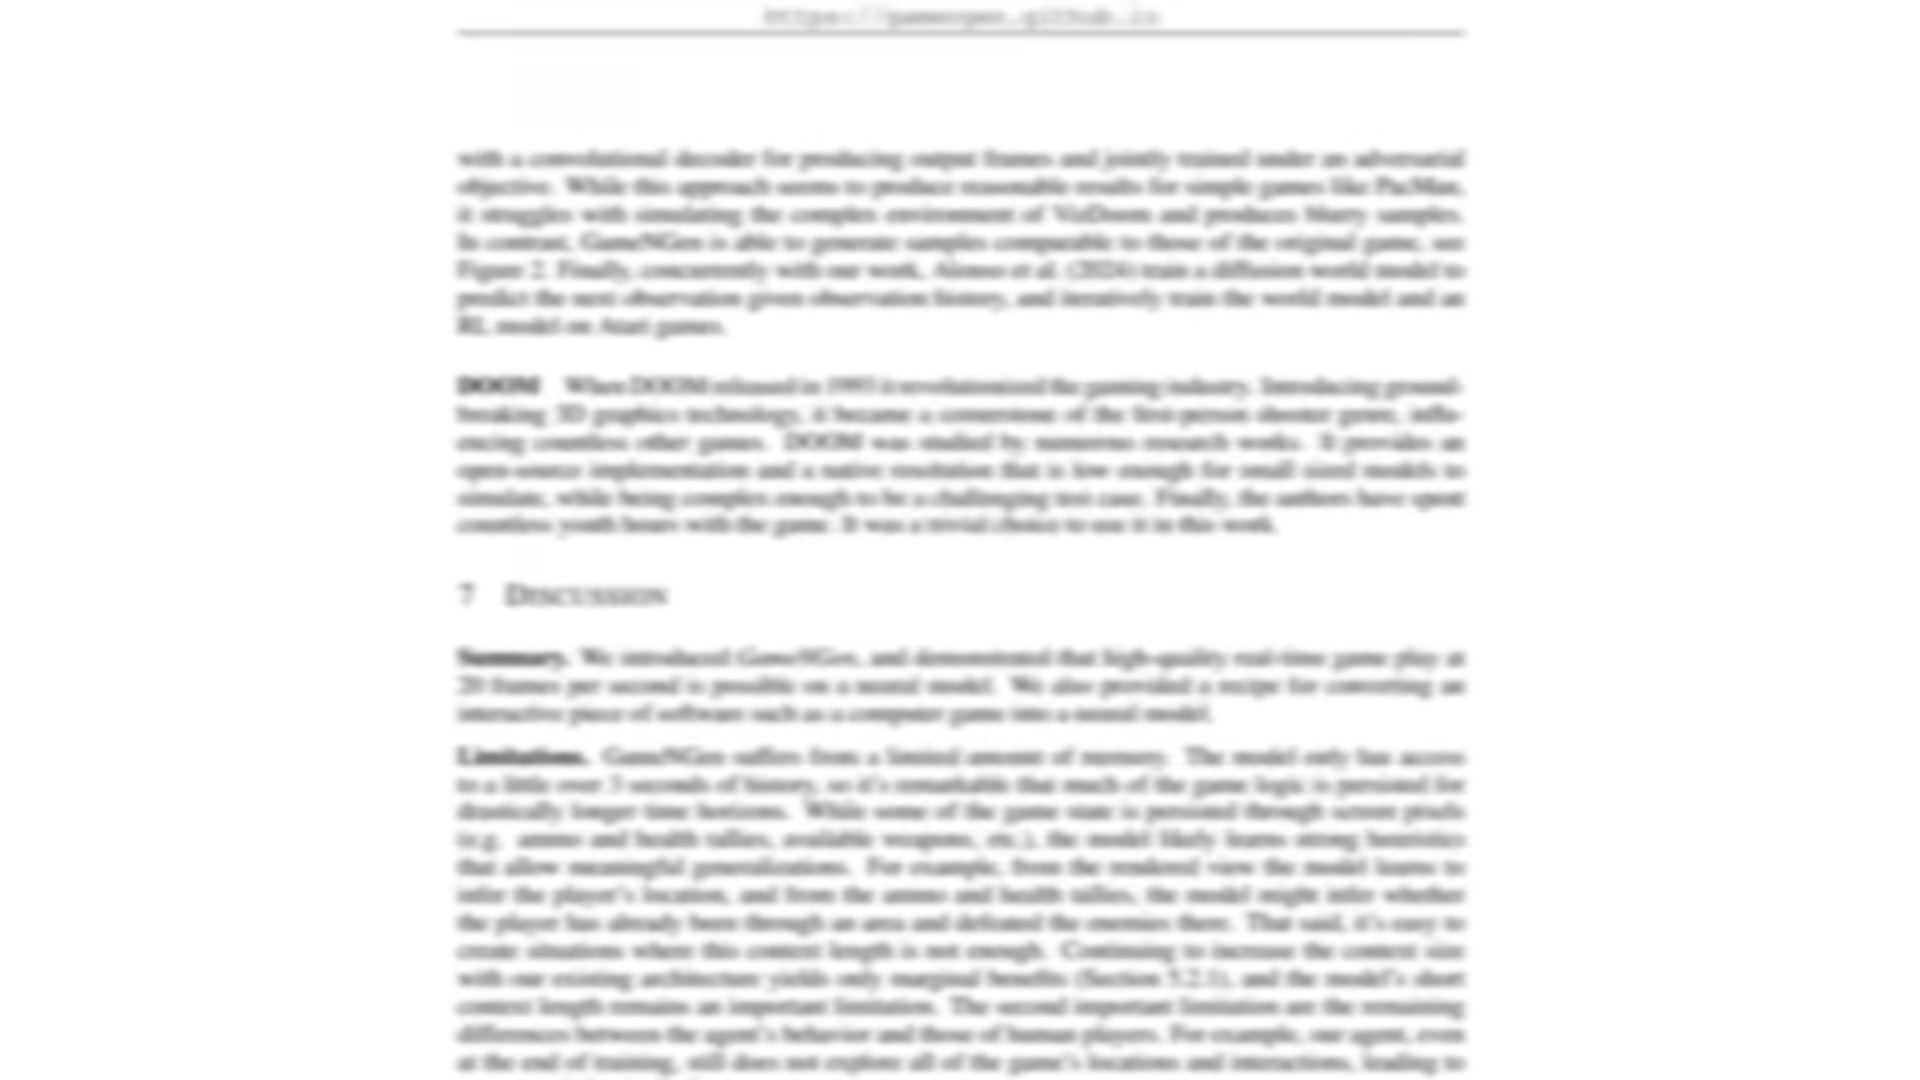 https://gamengen.github.io
with a convolutional decoder for producing output frames and jointly trained under an adversarial
objective. While this approach seems to produce reasonable results for simple games like PacMan,
it struggles with simulating the complex environment of VizDoom and produces blurry samples.
In contrast, GameNGen is able to generate samples comparable to those of the original game, see
Figure 2. Finally, concurrently with our work, Alonso et al. (2024) train a diffusion world model to
predict the next observation given observation history, and iteratively train the world model and an
RL model on Atari games.
DOOM When DOOM released in 1993 it revolutionized the gaming industry. Introducing ground-
breaking 3D graphics technology, it became a cornerstone of the first-person shooter genre, influ-
encing countless other games. DOOM was studied by numerous research works. It provides an
open-source implementation and a native resolution that is low enough for small sized models to
simulate, while being complex enough to be a challenging test case. Finally, the authors have spent
countless youth hours with the game. It was a trivial choice to use it in this work.
7 DISCUSSION
Summary. We introduced GameNGen, and demonstrated that high-quality real-time game play at
20 frames per second is possible on a neural model. We also provided a recipe for converting an
interactive piece of software such as a computer game into a neural model.
Limitations. GameNGen suffers from a limited amount of memory. The model only has access
to a little over 3 seconds of history, so it's remarkable that much of the game logic is persisted for
drastically longer time horizons. While some of the game state is persisted through screen pixels
(e.g. ammo and health tallies, available weapons, etc.), the model likely learns strong heuristics
that allow meaningful generalizations. For example, from the rendered view the model learns to
infer the player's location, and from the ammo and health tallies, the model might infer whether
the player has already been through an area and defeated the enemies there. That said, it's easy to
create situations where this context length is not enough. Continuing to increase the context size
with our existing architecture yields only marginal benefits (Section 5.2.1), and the model's short
context length remains an important limitation. The second important limitation are the remaining
differences between the agent's behavior and those of human players. For example, our agent, even
at the end of training, still does not explore all of the game's locations and interactions, leading to